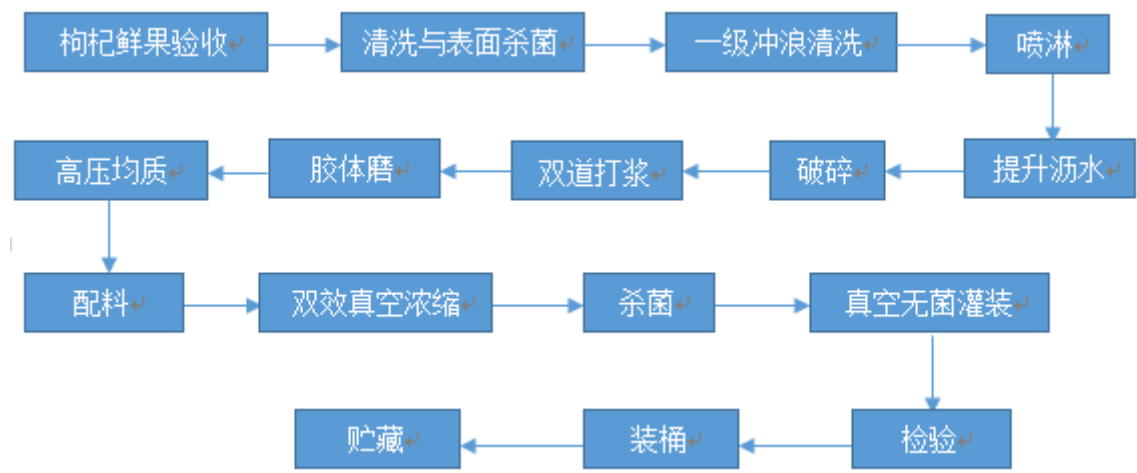 枸杞鲜果验收 清洗与表面杀菌 一级冲浪清洗 喷淋
高压均质 胶体磨 双道打浆 破碎 提升沥水
配料 双效真空浓缩 杀菌 真空无菌灌装
贮藏 装桶 检验